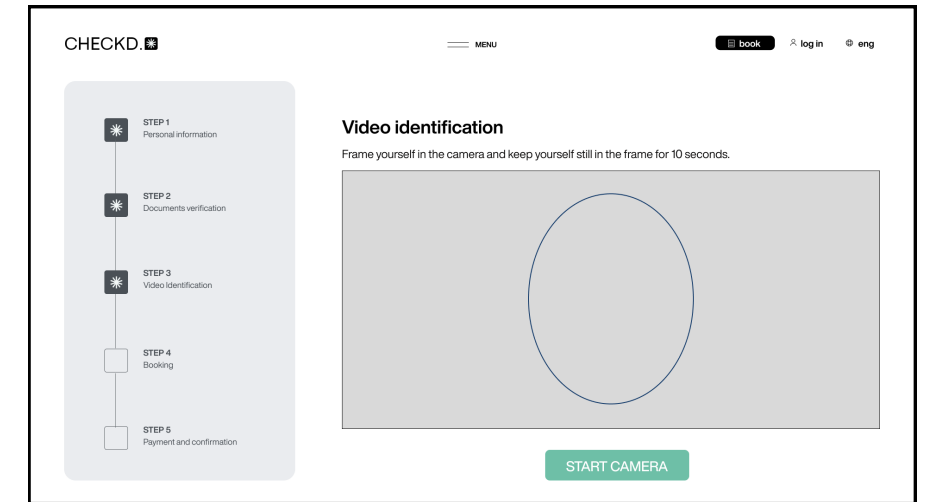 CHECKD.
MENU
book
log in
eng
STEP 1
Personal information
STEP 2
Documents verification
STEP 3
Video Identification
STEP 4
Booking
STEP 5
Payment and confirmation
Video identification
Frame yourself in the camera and keep yourself still in the frame for 10 seconds.
START CAMERA